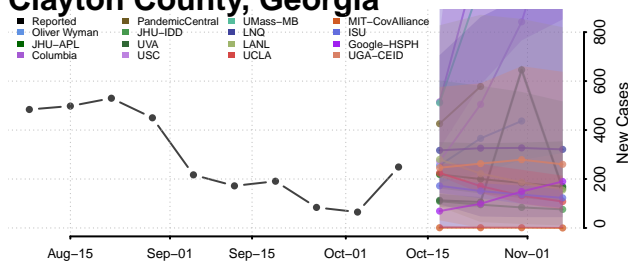 Clayton County, Georgia
Reported PandemicCentral UMass−MB MIT−CovAlliance
Oliver Wyman JHU−IDD LNQ ISU
JHU−APL UVA LANL Google−HSPH
Columbia USC UCLA UGA−CEID
800
600
400
200
0
New Cases
Aug−15 Sep−01 Sep−15 Oct−01 Oct−15 Nov−01